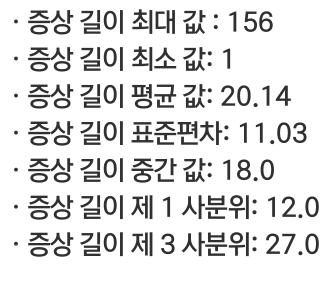 · 증상 길이 최대 값 : 156
· 증상 길이 최소 값: 1
· 증상 길이 평균 값: 20.14
· 증상 길이 표준편차: 11.03
· 증상 길이 중간 값: 18.0
· 증상 길이 제 1 사분위: 12.0
· 증상 길이 제 3 사분위: 27.0